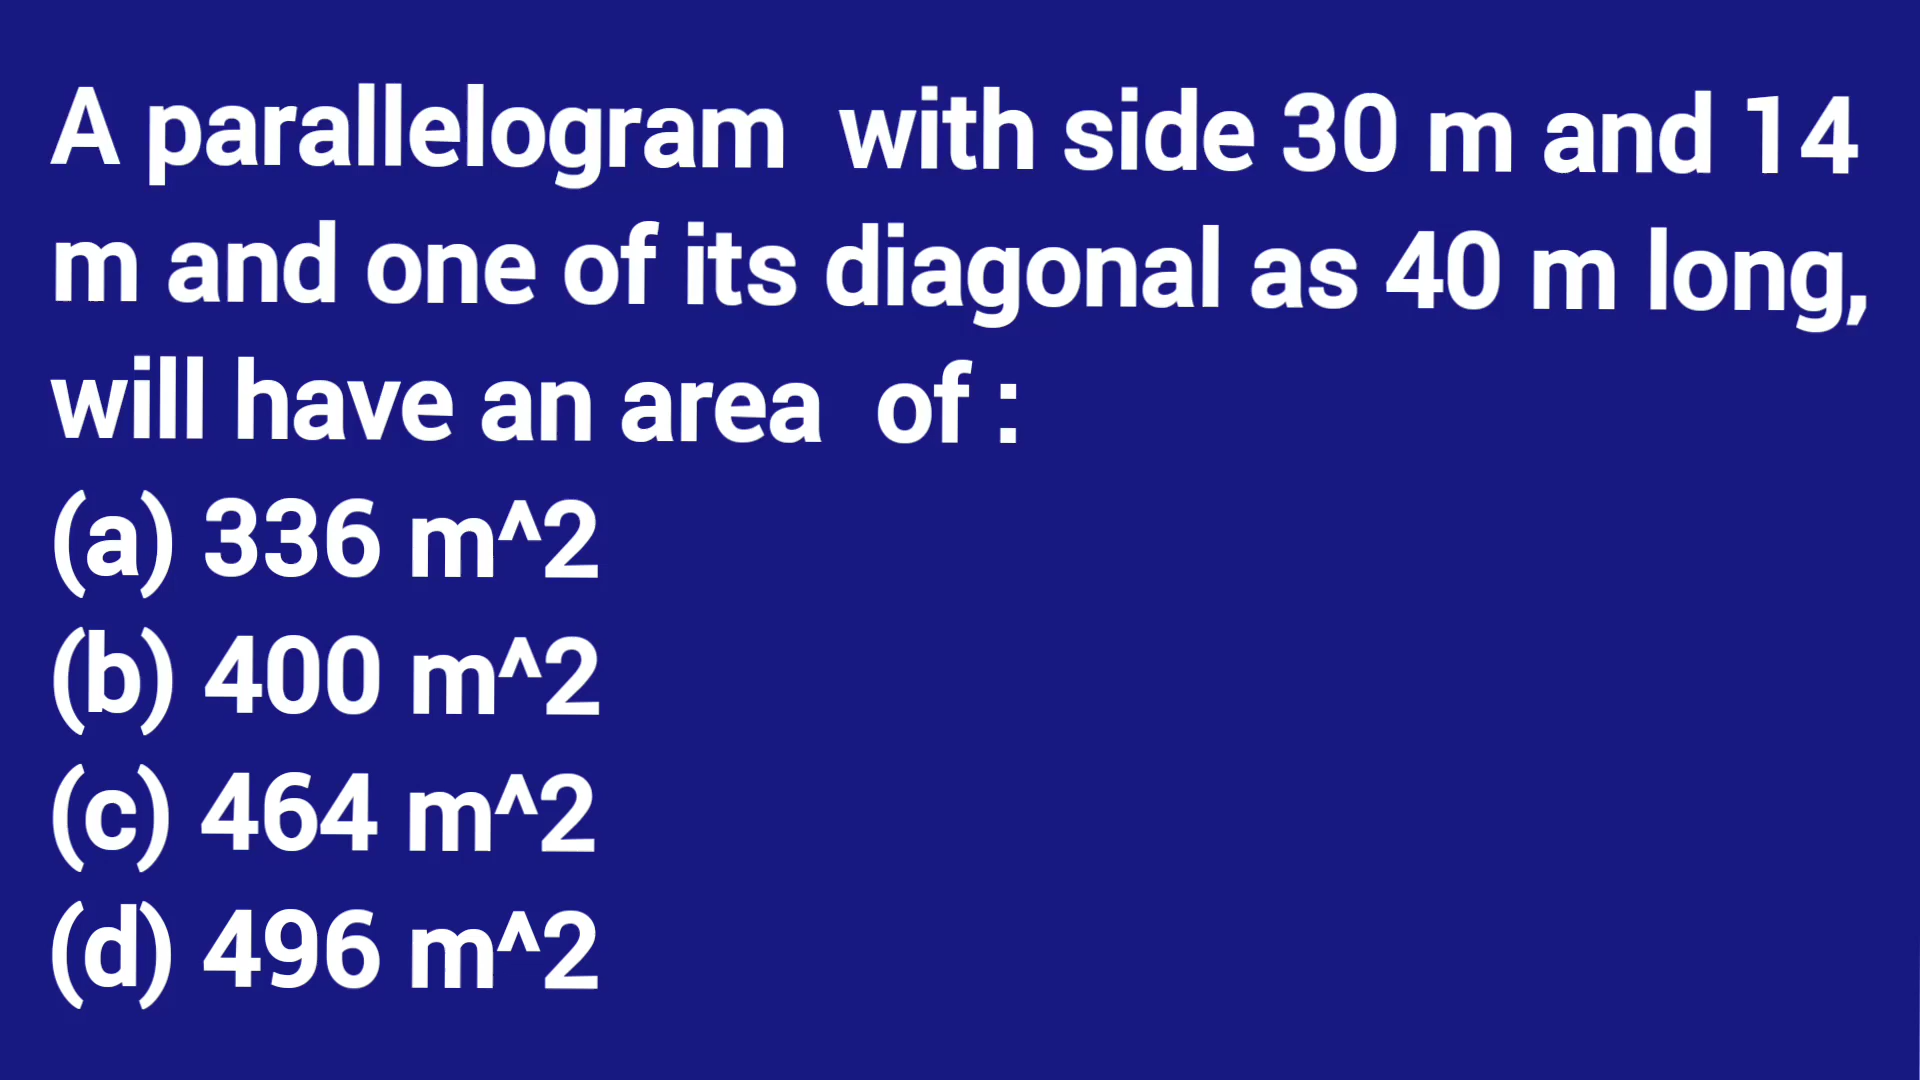 A parallelogram with side 30 m and 14
m and one of its diagonal as 40 m long,
will have an area of :
(a) 336 m^2
(b) 400 m^2
(c) 464 m^2
(d) 496 m^2